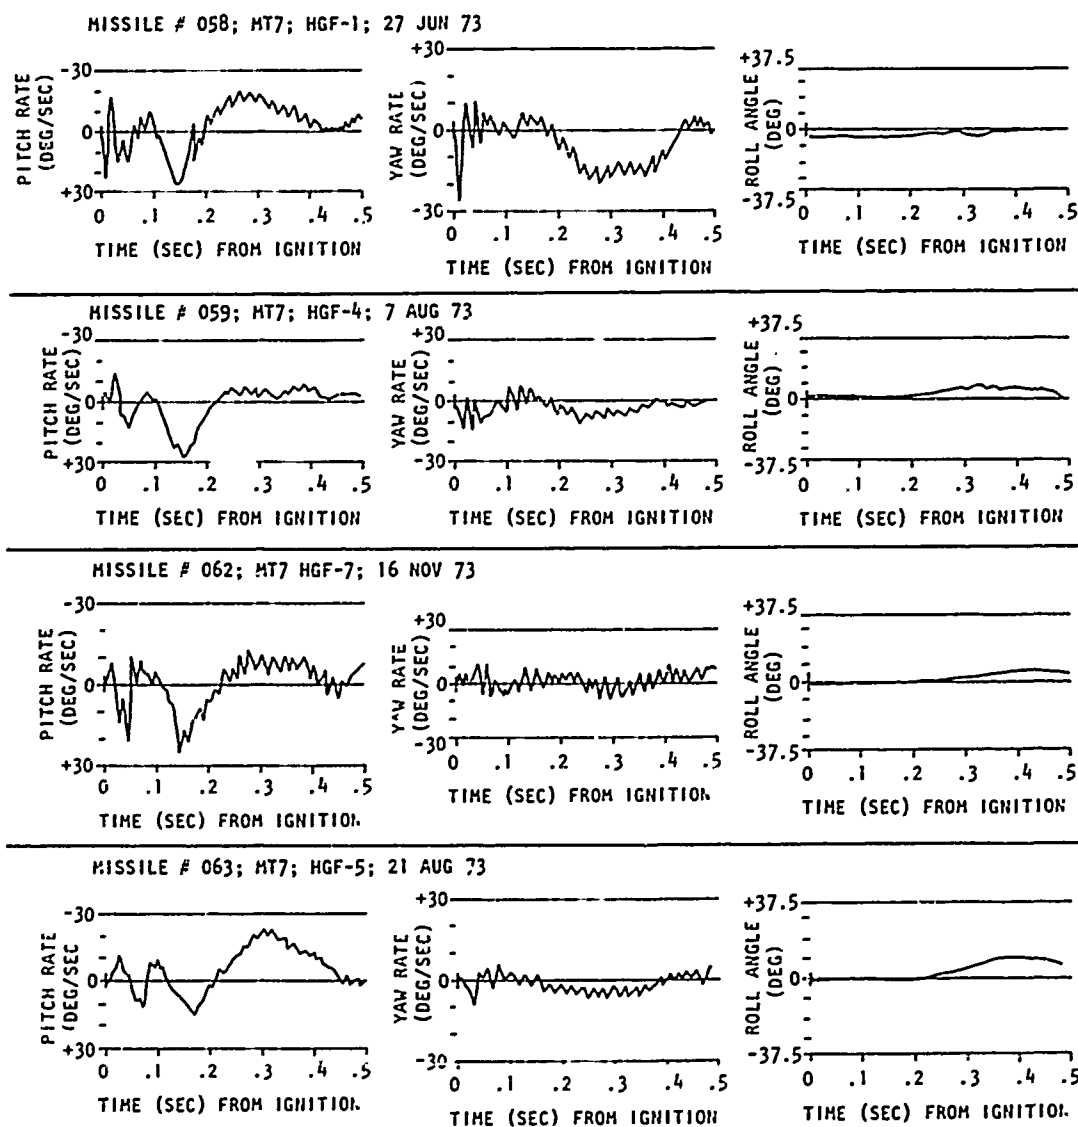 MISSILE # 058; MT7; HGF-1; 27 JUN 73
PITCH RATE
(DEG/SEC)
-30
0
+30
0 .1 .2 .3 .4 .5
TIME (SEC) FROM IGNITION
YAW RATE
(DEG/SEC)
+30
0
-30
0 .1 .2 .3 .4 .5
TIME (SEC) FROM IGNITION
ROLL ANGLE
(DEG)
+37.5
0
-37.5
0 .1 .2 .3 .4 .5
TIME (SEC) FROM IGNITION
MISSILE # 059; MT7; HGF-4; 7 AUG 73
PITCH RATE
(DEG/SEC)
-30
0
+30
0 .1 .2 .3 .4 .5
TIME (SEC) FROM IGNITION
YAW RATE
(DEG/SEC)
+30
0
-30
0 .1 .2 .3 .4 .5
TIME (SEC) FROM IGNITION
ROLL ANGLE
(DEG)
+37.5
0
-37.5
0 .1 .2 .3 .4 .5
TIME (SEC) FROM IGNITION
MISSILE # 062; MT7 HGF-7; 16 NOV 73
PITCH RATE
(DEG/SEC)
-30
0
+30
0 .1 .2 .3 .4 .5
TIME (SEC) FROM IGNITION
YAW RATE
(DEG/SEC)
+30
0
-30
0 .1 .2 .3 .4 .5
TIME (SEC) FROM IGNITION
ROLL ANGLE
(DEG)
+37.5
0
-37.5
0 .1 .2 .3 .4 .5
TIME (SEC) FROM IGNITION
MISSILE # 063; MT7; HGF-5; 21 AUG 73
PITCH RATE
(DEG/SEC
-30
0
+30
0 .1 .2 .3 .4 .5
TIME (SEC) FROM IGNITION
YAW RATE
(DEG/SEC)
+30
0
-30
0 .1 .2 .3 .4 .5
TIME (SEC) FROM IGNITION
ROLL ANGLE
(DEG)
+37.5
0
-37.5
0 .1 .2 .3 .4 .5
TIME (SEC) FROM IGNITION